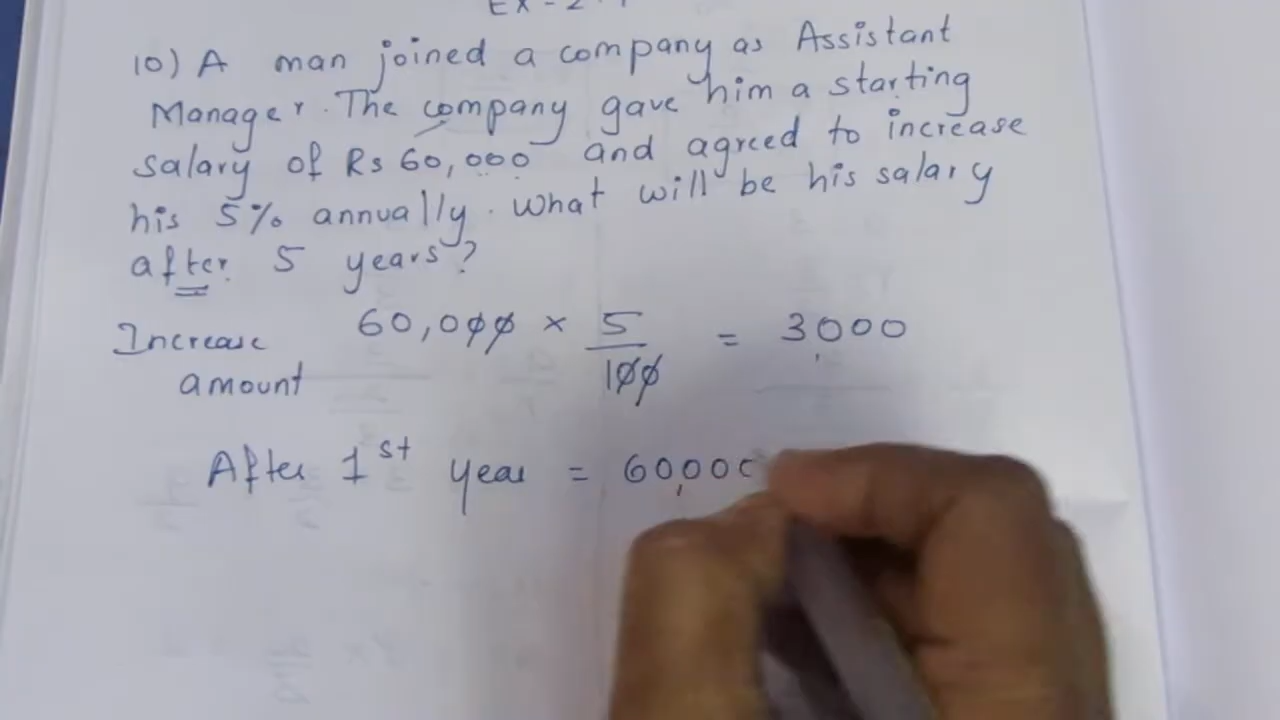 10) A man joined a company as Assistant
Manager. The company gave him a starting
salary of Rs 60,000 and agreed to increase
his 5% annually. What will be his salary
after 5 years?
Increase amount 60,000 × 5/100 = 3000
After 1st year = 60,000